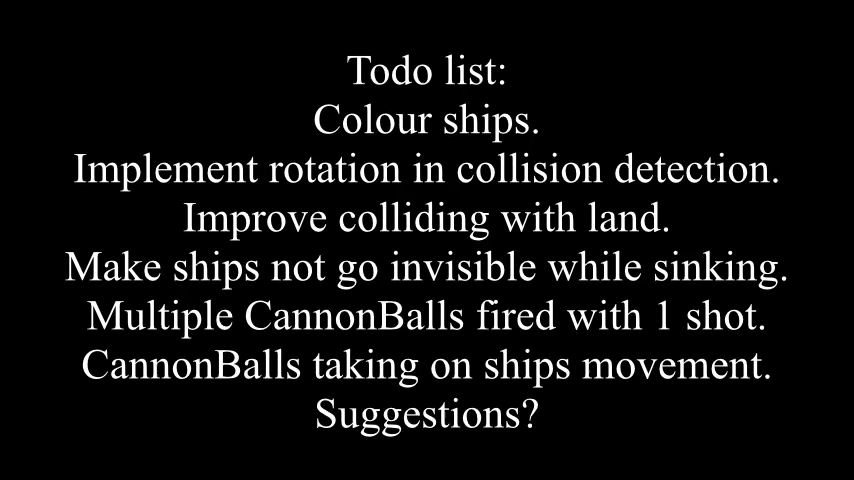 Todo list:
Colour ships.
Implement rotation in collision detection.
Improve colliding with land.
Make ships not go invisible while sinking.
Multiple CannonBalls fired with 1 shot.
CannonBalls taking on ships movement.
Suggestions?